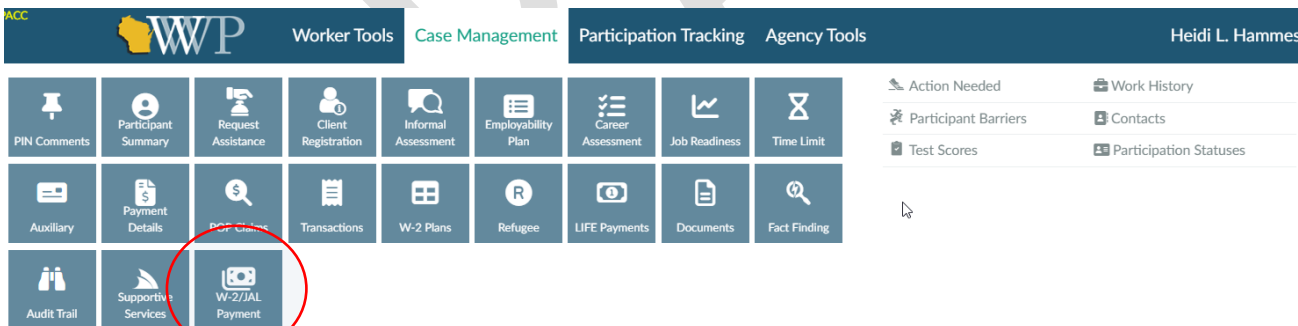 PACC
WWP Worker Tools Case Management Participation Tracking Agency Tools Heidi L. Hammes
PIN Comments
Participant
Summary
Request
Assistance
Client
Registration
Informal
Assessment
Employability
Plan
Career
Assessment
Job Readiness
Time Limit
Action Needed
Work History
Participant Barriers
Contacts
Test Scores
Participation Statuses
Auxiliary
Payment
Details
POP Claims
Transactions
W-2 Plans
Refugee
LIFE Payments
Documents
Fact Finding
Audit Trail
Supportive
Services
W-2/JAL
Payment